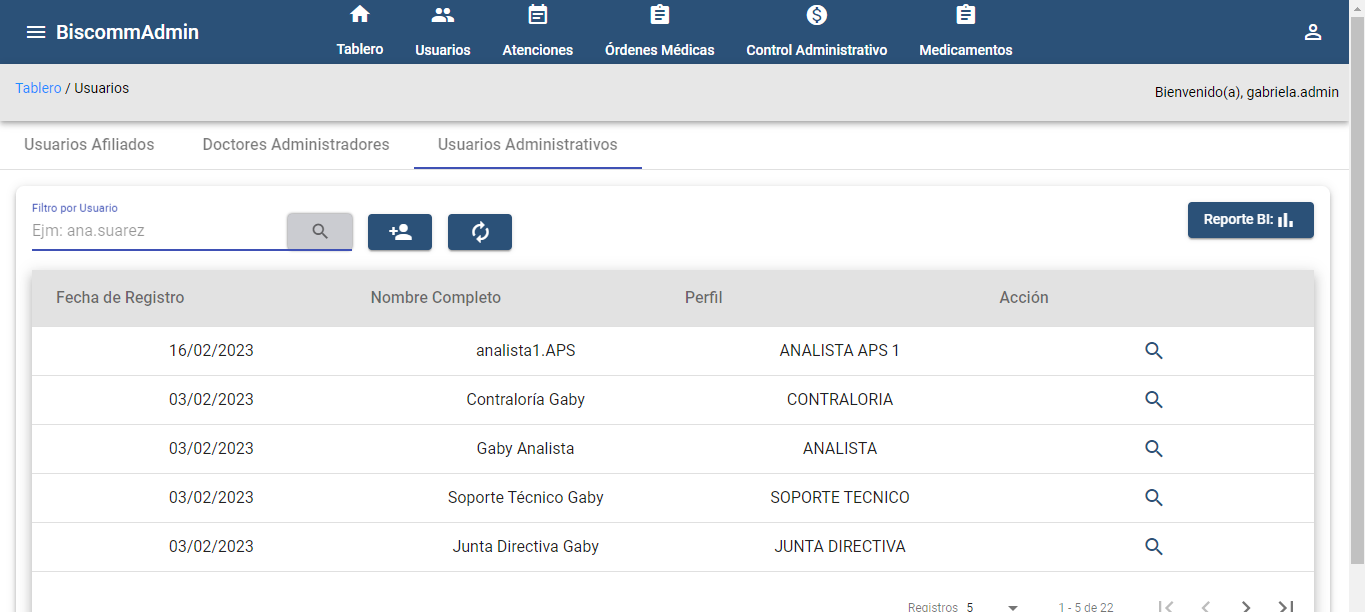 BiscommAdmin
Tablero
Usuarios
Atenciones
Órdenes Médicas
Control Administrativo
Medicamentos
Tablero / Usuarios
Bienvenido(a), gabriela.admin
Usuarios Afiliados
Doctores Administradores
Usuarios Administrativos
Filtro por Usuario
Ejm: ana.suarez
Reporte BI:
Fecha de Registro Nombre Completo Perfil Acción
16/02/2023 analista1.APS ANALISTA APS 1
03/02/2023 Contraloría Gaby CONTRALORIA
03/02/2023 Gaby Analista ANALISTA
03/02/2023 Soporte Técnico Gaby SOPORTE TECNICO
03/02/2023 Junta Directiva Gaby JUNTA DIRECTIVA
Registros 5 1 - 5 de 22